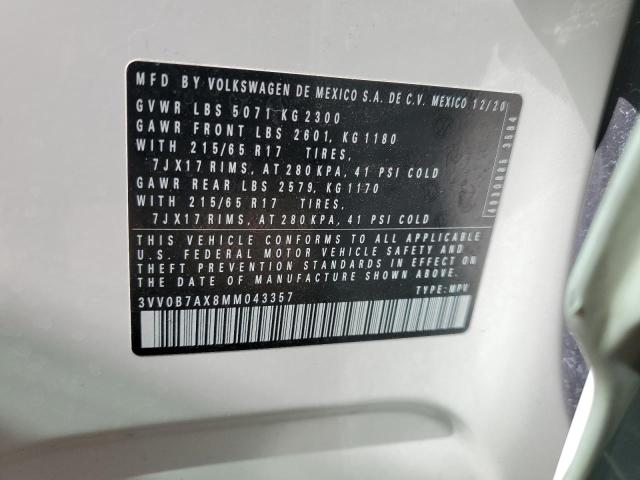 MFD BY VOLKSWAGEN DE MEXICO S.A. DE C.V. MEXICO 12/20
GVWR LBS 5071 KG 2300
GAWR FRONT LBS 2601, KG 1180
WITH 215/65 R17 TIRES,
7JX17 RIMS, AT 280 KPA, 41 PSI COLD
GAWR REAR LBS 2579, KG 1170
WITH 215/65 R17 TIRES,
7JX17 RIMS, AT 280 KPA, 41 PSI COLD
THIS VEHICLE CONFORMS TO ALL APPLICABLE
U.S. FEDERAL MOTOR VEHICLE SAFETY AND
THEFT PREVENTION STANDARDS IN EFFECT ON
THE DATE OF MANUFACTURE SHOWN ABOVE.
3VV0B7AX8MM043357 TYPE: MPV